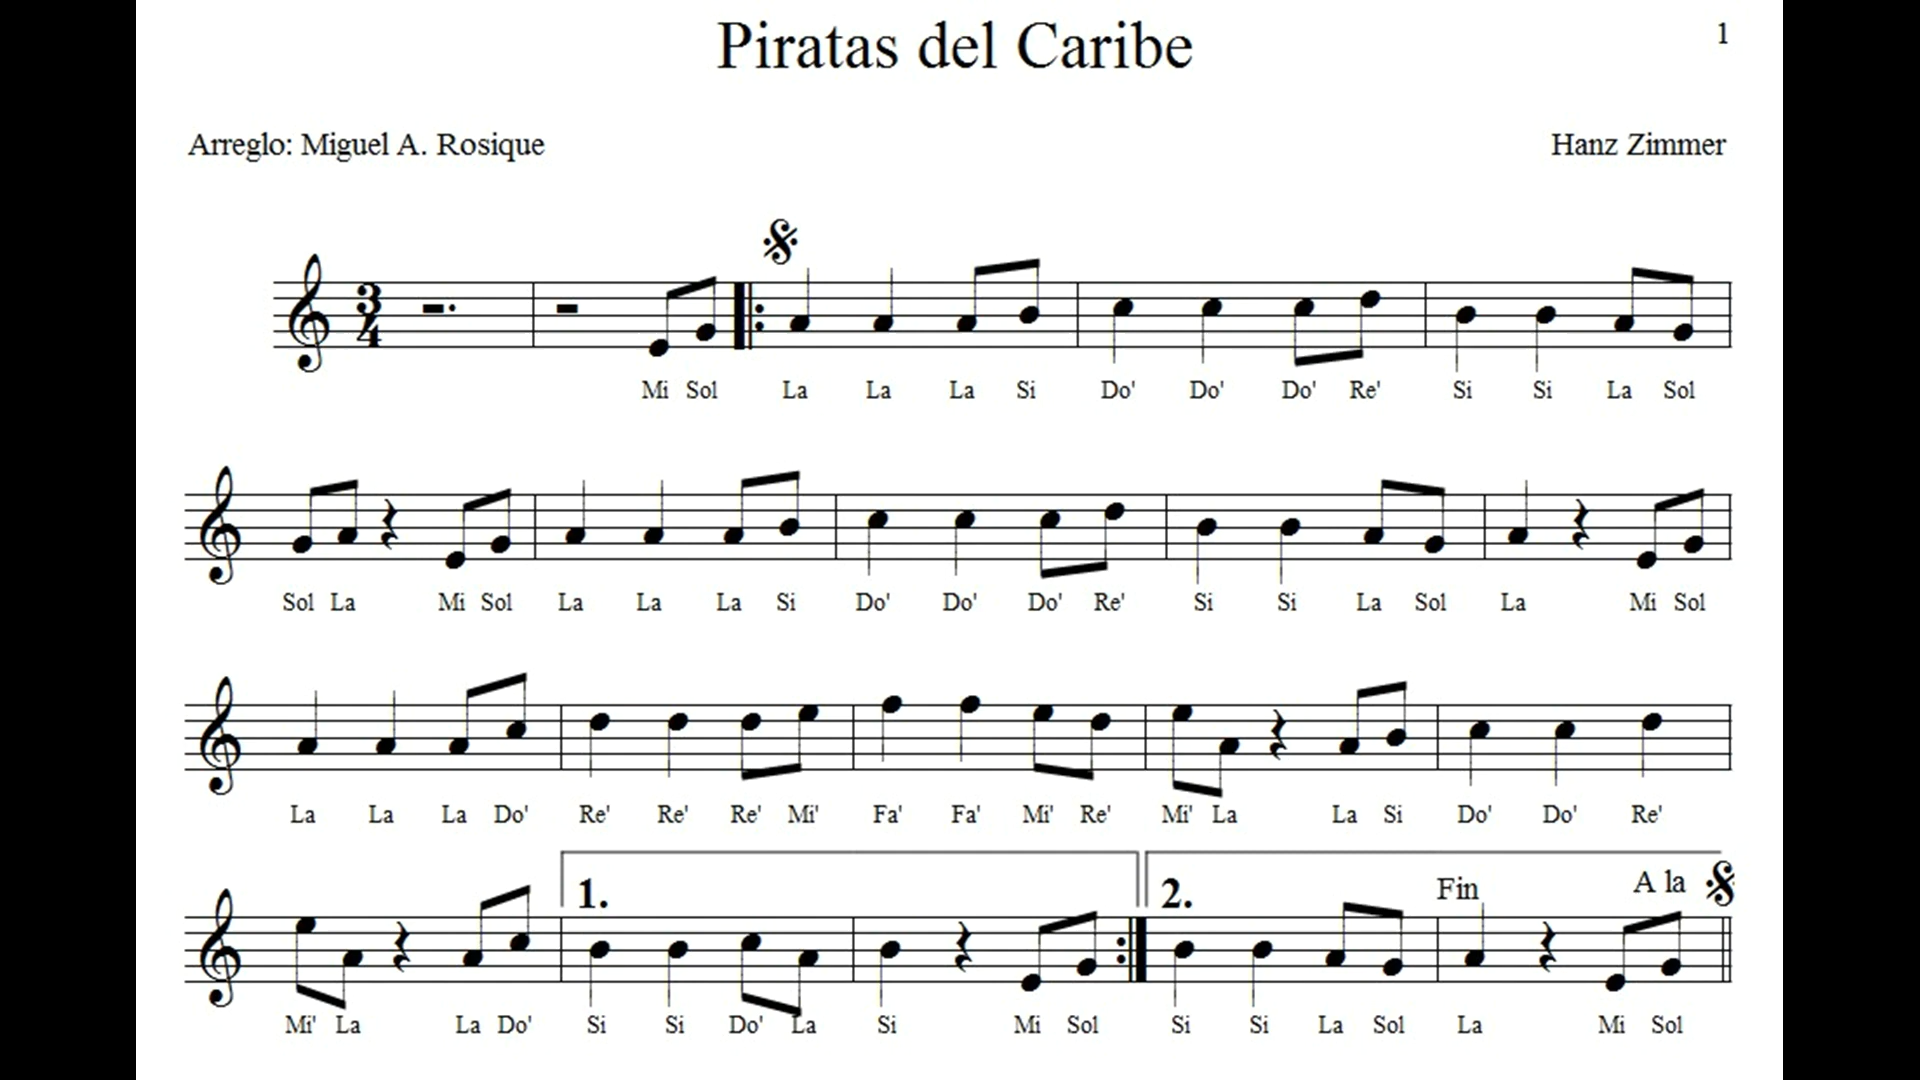 Piratas del Caribe
1
Arreglo: Miguel A. Rosique
Hanz Zimmer
3
4
Mi Sol La La La Si Do' Do' Do' Re' Si Si La Sol
Sol La Mi Sol La La La Si Do' Do' Do' Re' Si Si La Sol La Mi Sol
La La La Do' Re' Re' Re' Mi' Fa' Fa' Mi' Re' Mi' La La Si Do' Do' Re'
1. 2. Fin A la
Mi' La La Do' Si Si Do' La Si Mi Sol Si Si La Sol La Mi Sol